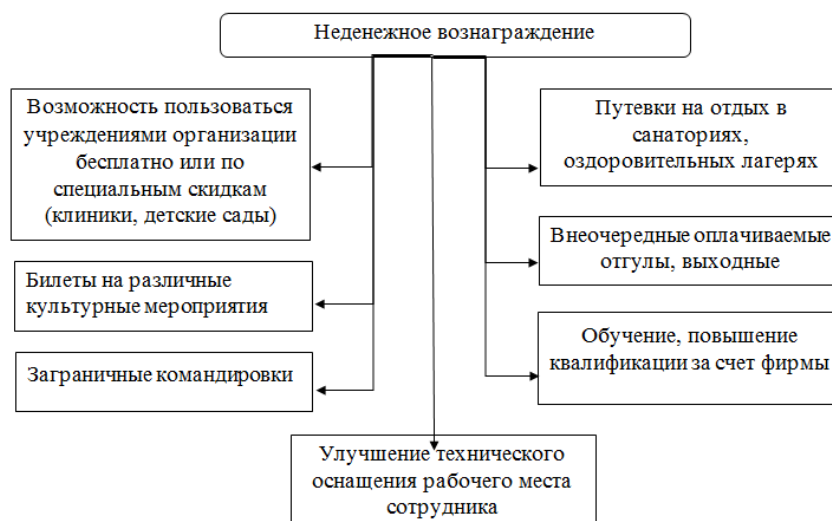 Неденежное вознаграждение
Возможность пользоваться
учреждениями организации
бесплатно или по
специальным скидкам
(клиники, детские сады)
Билеты на различные
культурные мероприятия
Заграничные командировки
Путевки на отдых в
санаториях,
оздоровительных лагерях
Внеочередные оплачиваемые
отгулы, выходные
Обучение, повышение
квалификации за счет фирмы
Улучшение технического
оснащения рабочего места
сотрудника